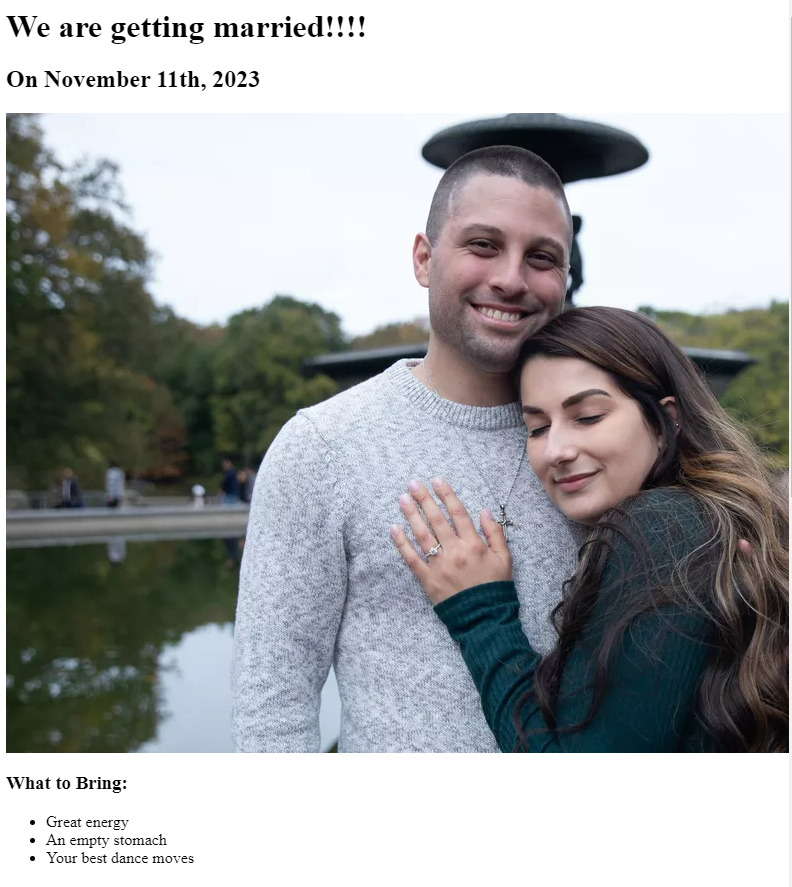 We are getting married!!!!
On November 11th, 2023
What to Bring:
Great energy
An empty stomach
Your best dance moves